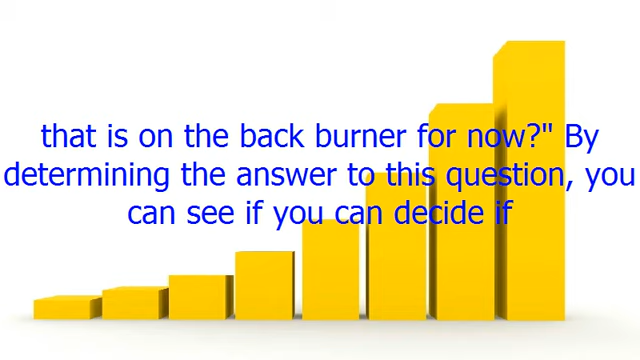 that is on the back burner for now?" By
determining the answer to this question, you
can see if you can decide if